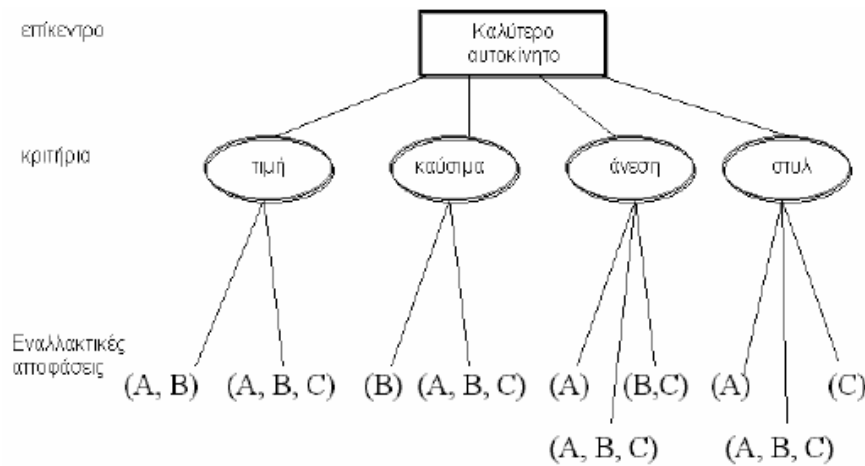 επίκεντρο
Καλύτερο
αυτοκίνητο
κριτήρια
τιμή
καύσιμα
άνεση
στυλ
Εναλλακτικές
αποφάσεις
(A, B)
(A, B, C)
(B)
(A, B, C)
(A)
(B,C)
(A)
(C)
(A, B, C)
(A, B, C)